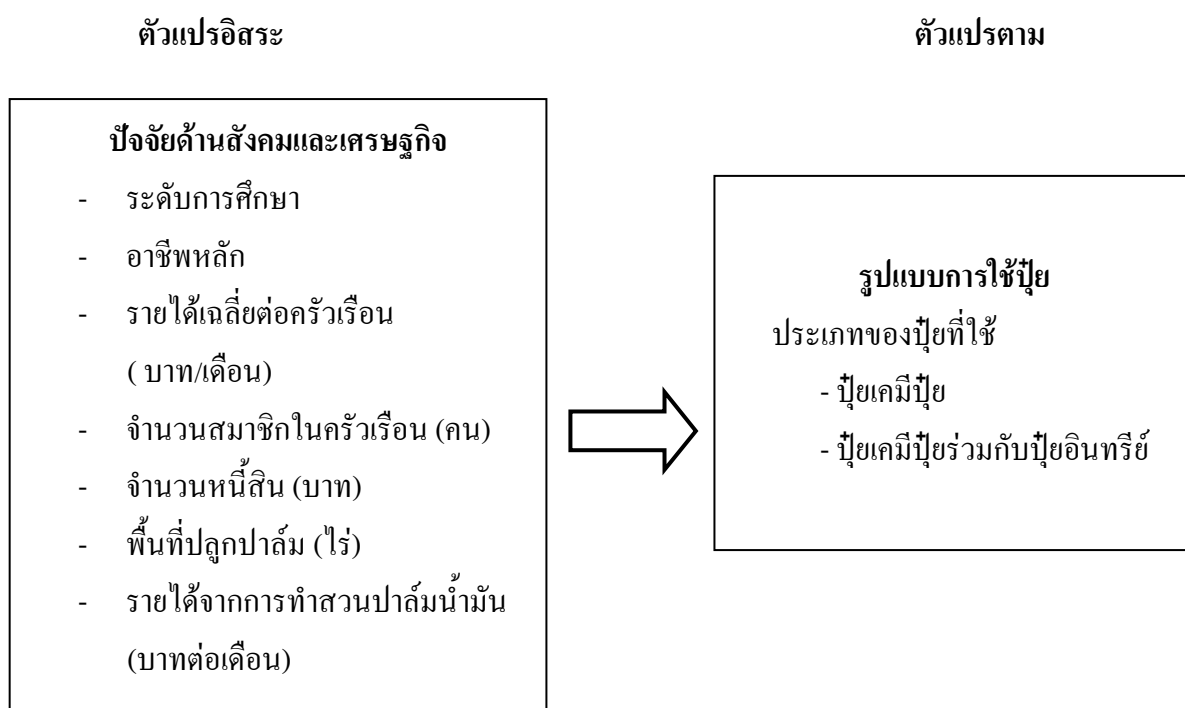 ตัวแปรอิสระ
ตัวแปรตาม
ปัจจัยด้านสังคมและเศรษฐกิจ
- ระดับการศึกษา
- อาชีพหลัก
- รายได้เฉลี่ยต่อครัวเรือน
( บาท/เดือน)
- จำนวนสมาชิกในครัวเรือน (คน)
- จำนวนหนี้สิน (บาท)
- พื้นที่ปลูกปาล์ม (ไร่)
- รายได้จากการทำสวนปาล์มน้ำมัน
(บาทต่อเดือน)
รูปแบบการใช้ปุ๋ย
ประเภทของปุ๋ยที่ใช้
- ปุ๋ยเคมีปุ๋ย
- ปุ๋ยเคมีปุ๋ยร่วมกับปุ๋ยอินทรีย์